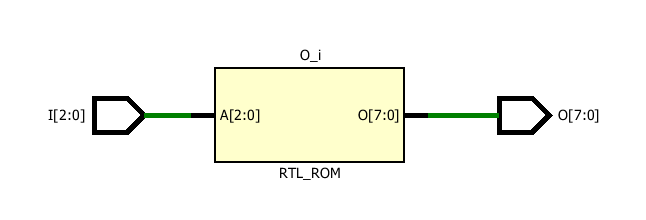 O_i
I[2:0]
A[2:0]
O[7:0]
O[7:0]
RTL_ROM